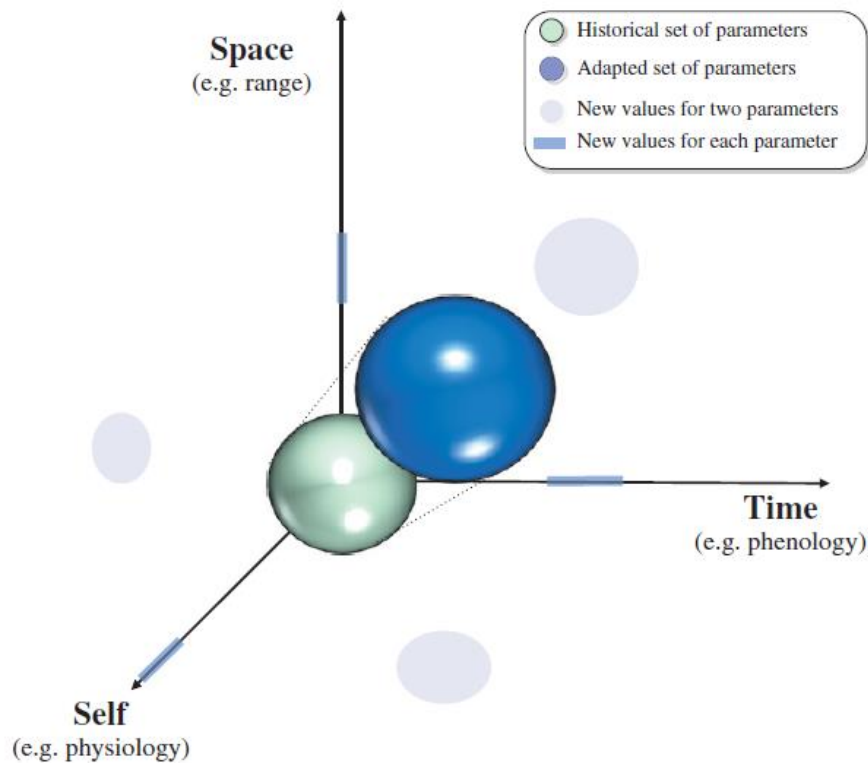 Space
(e.g. range)
Historical set of parameters
Adapted set of parameters
New values for two parameters
New values for each parameter
Time
(e.g. phenology)
Self
(e.g. physiology)